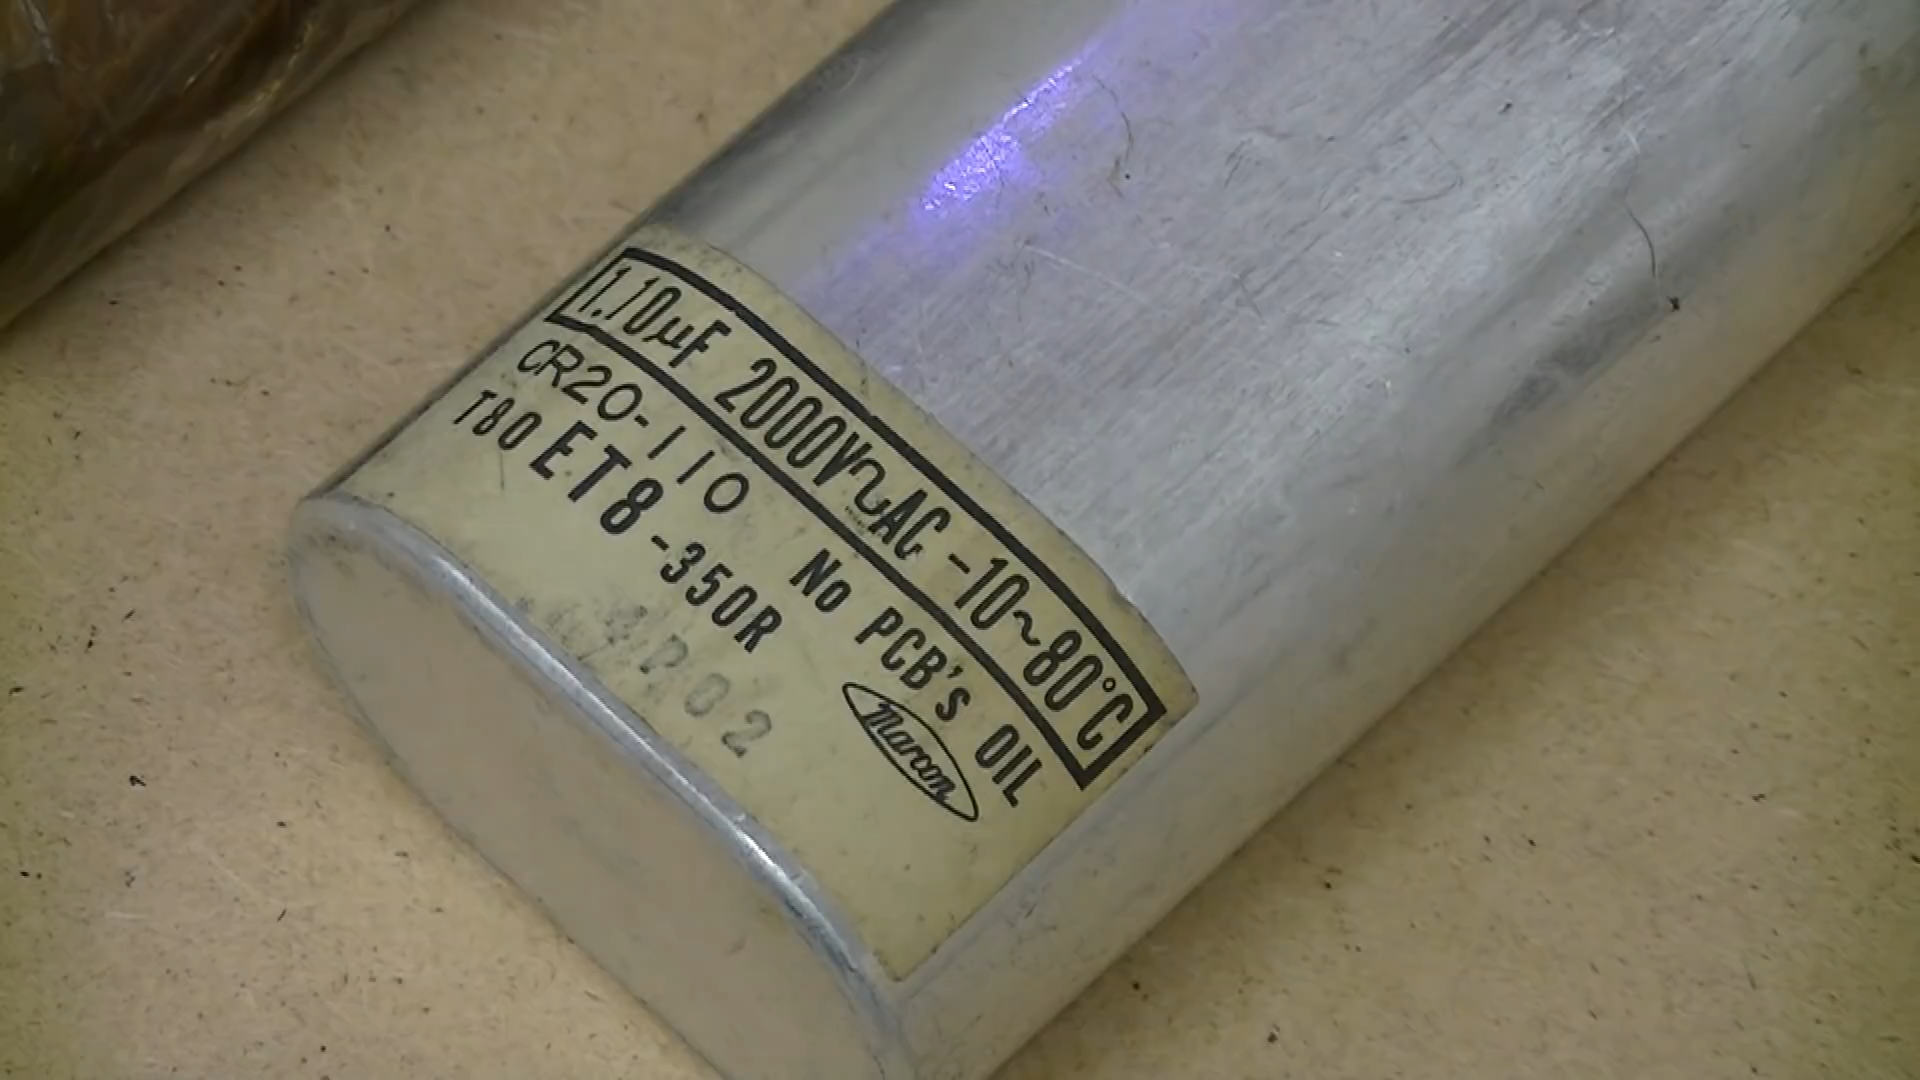 1.10µF 2000V∿AC -10~80°C
CR20-110 No PCB's OIL
T80 ET8-350R
Marcon